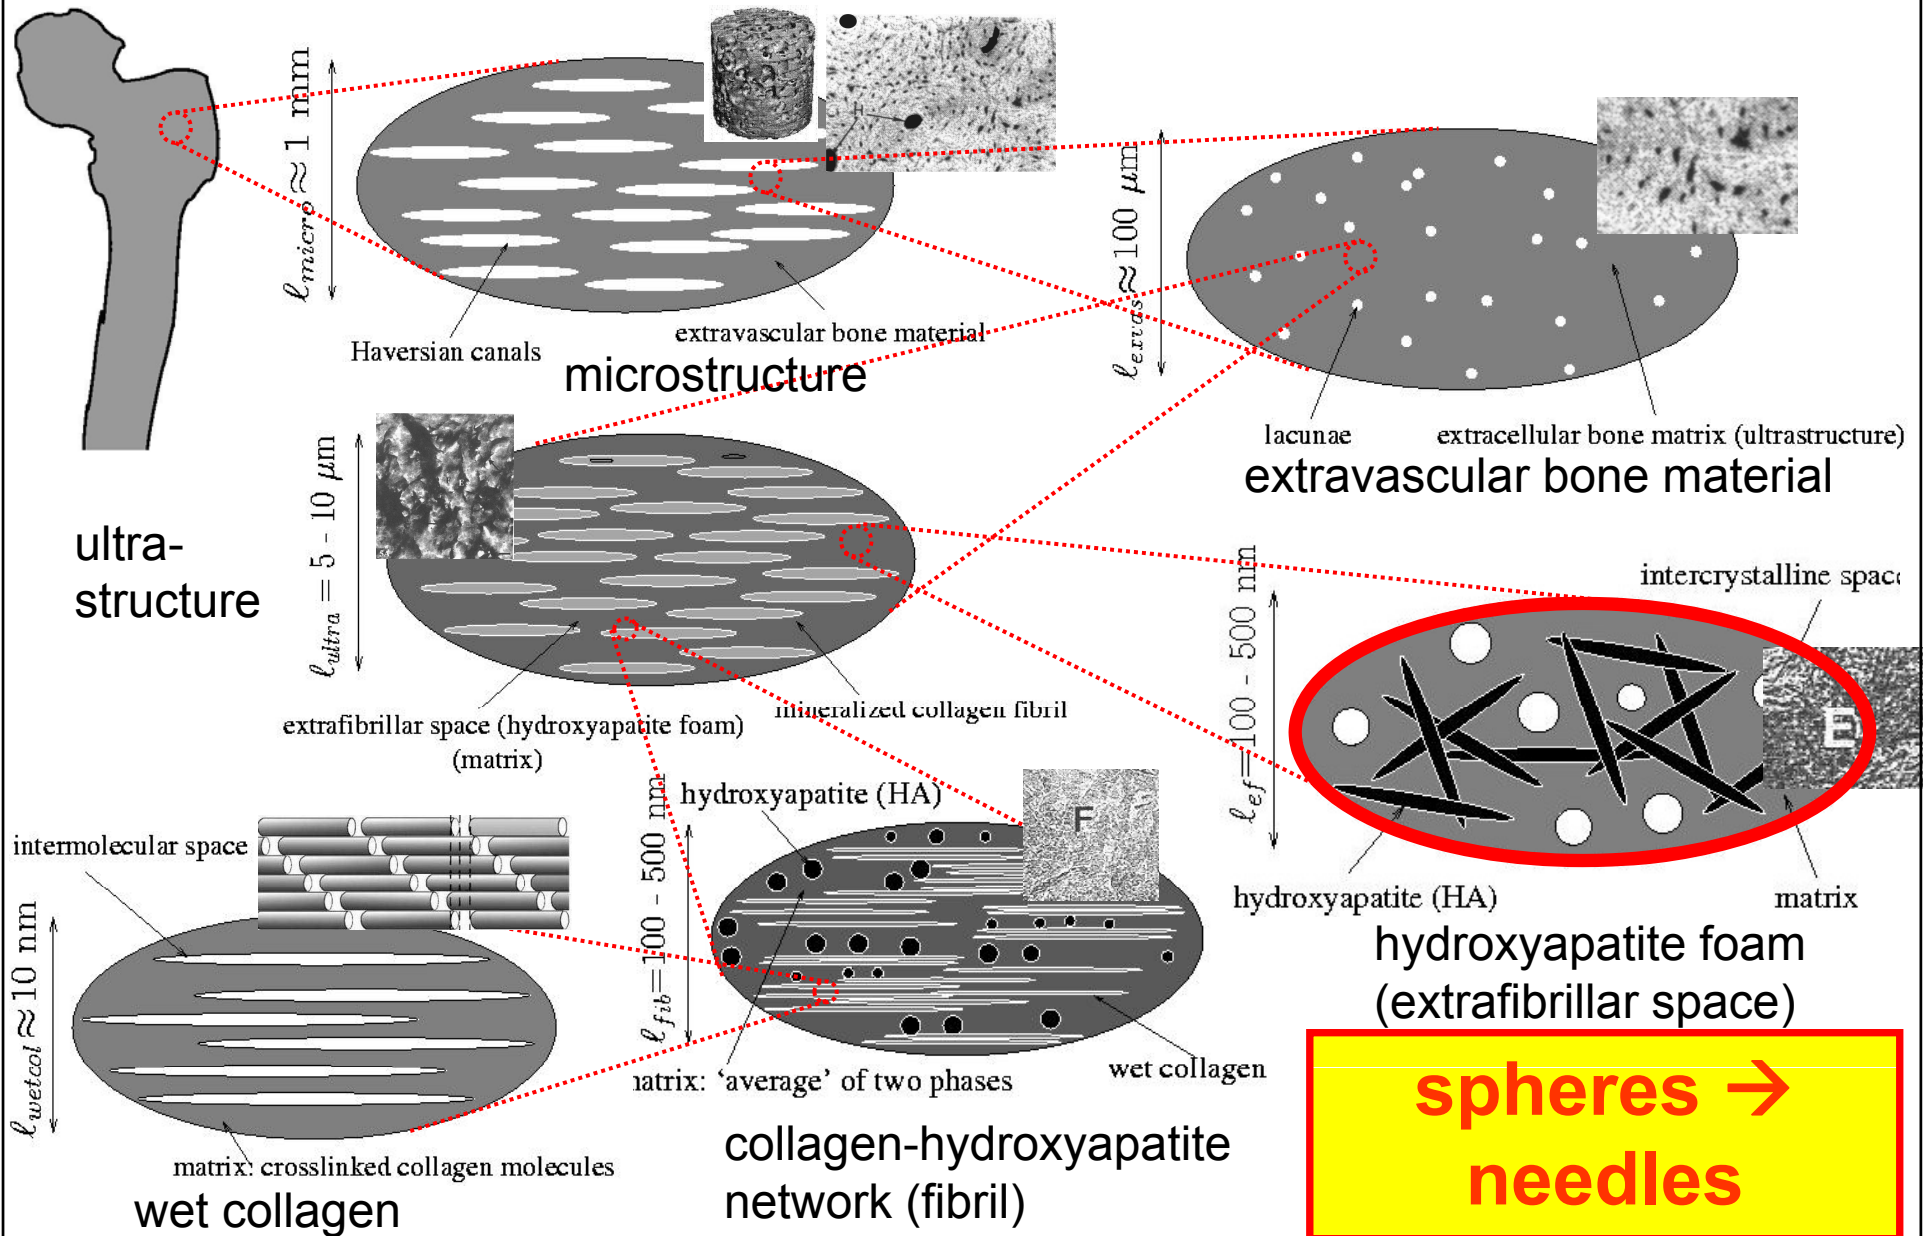 ℓmicro ≈ 1 mm
H
Haversian canals
extravascular bone material
microstructure
ℓexvas ≈ 100 μm
lacunae
extracellular bone matrix (ultrastructure)
extravascular bone material
ultra-
structure
ℓultra = 5 - 10 μm
extrafibrillar space (hydroxyapatite foam)
(matrix)
mineralized collagen fibril
ℓef = 100 - 500 nm
intercrystalline space
E
hydroxyapatite (HA)
matrix
hydroxyapatite foam
(extrafibrillar space)
spheres →
needles
ℓfib = 100 - 500 nm
hydroxyapatite (HA)
F
matrix: 'average' of two phases
wet collagen
collagen-hydroxyapatite
network (fibril)
ℓwetcol ≈ 10 nm
intermolecular space
matrix: crosslinked collagen molecules
wet collagen